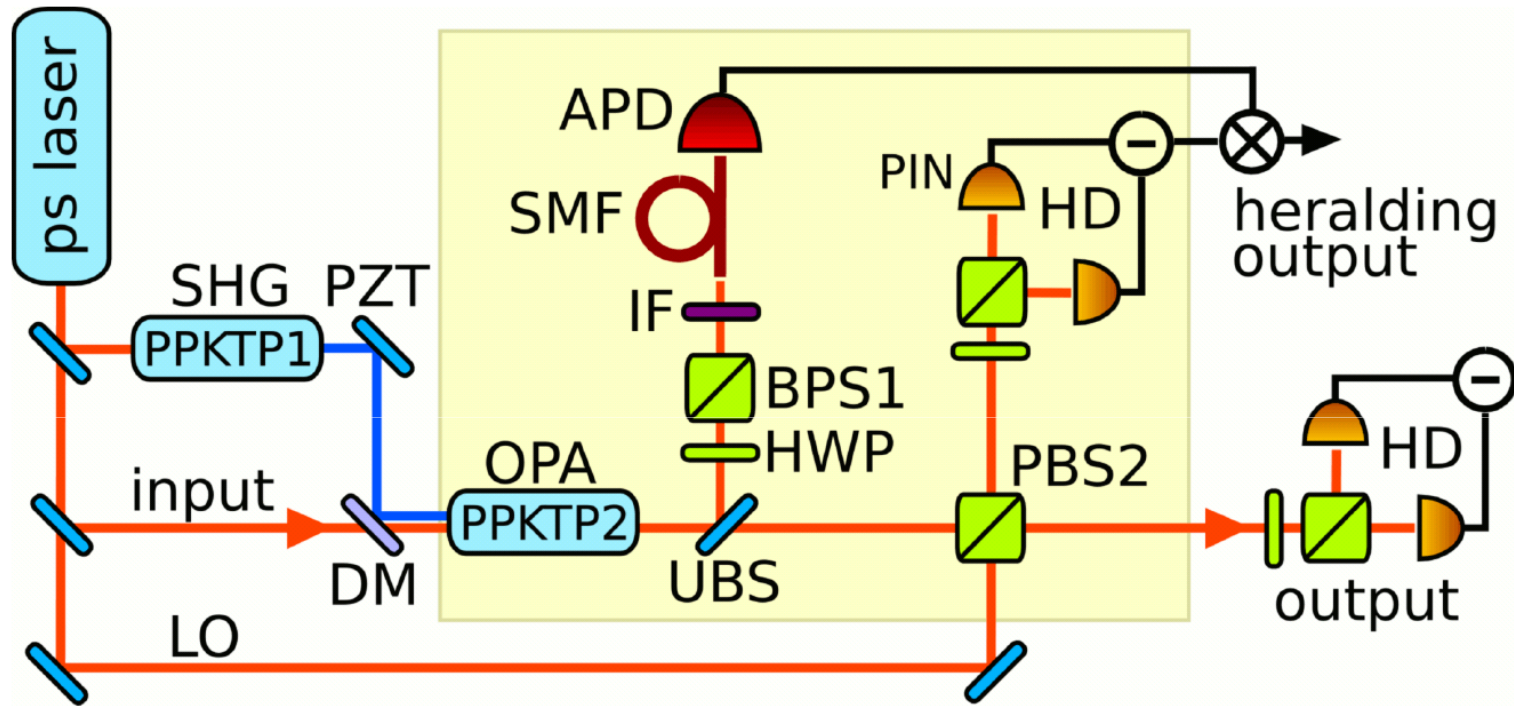 ps laser
SHG
PZT
PPKTP1
input
DM
OPA
PPKTP2
LO
APD
SMF
IF
BPS1
HWP
UBS
PIN
HD
PBS2
heralding
output
HD
output